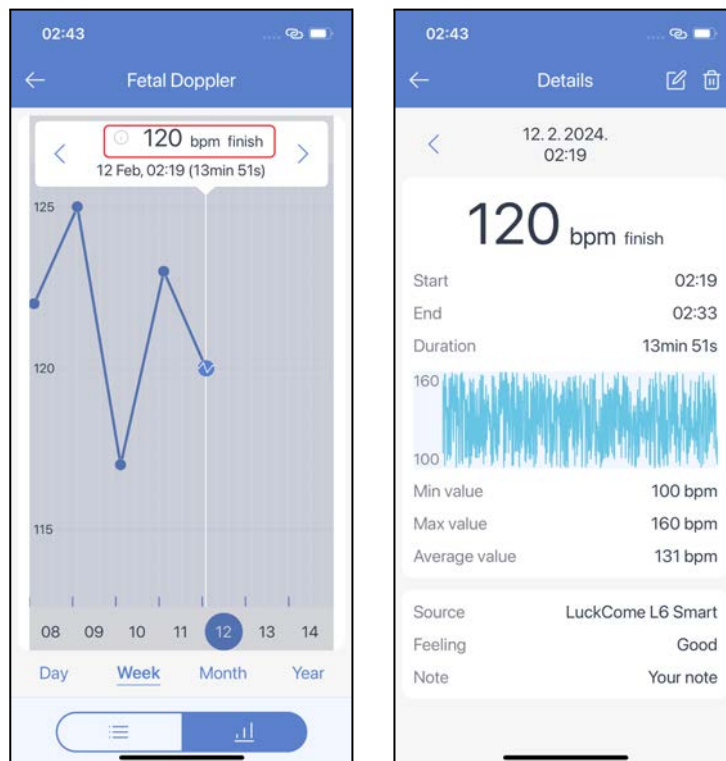 02:43
Fetal Doppler
120 bpm finish
12 Feb, 02:19 (13min 51s)
125
120
115
08 09 10 11 12 13 14
Day Week Month Year
02:43
Details
12. 2. 2024.
02:19
120 bpm finish
Start 02:19
End 02:33
Duration 13min 51s
160
100
Min value 100 bpm
Max value 160 bpm
Average value 131 bpm
Source LuckCome L6 Smart
Feeling Good
Note Your note